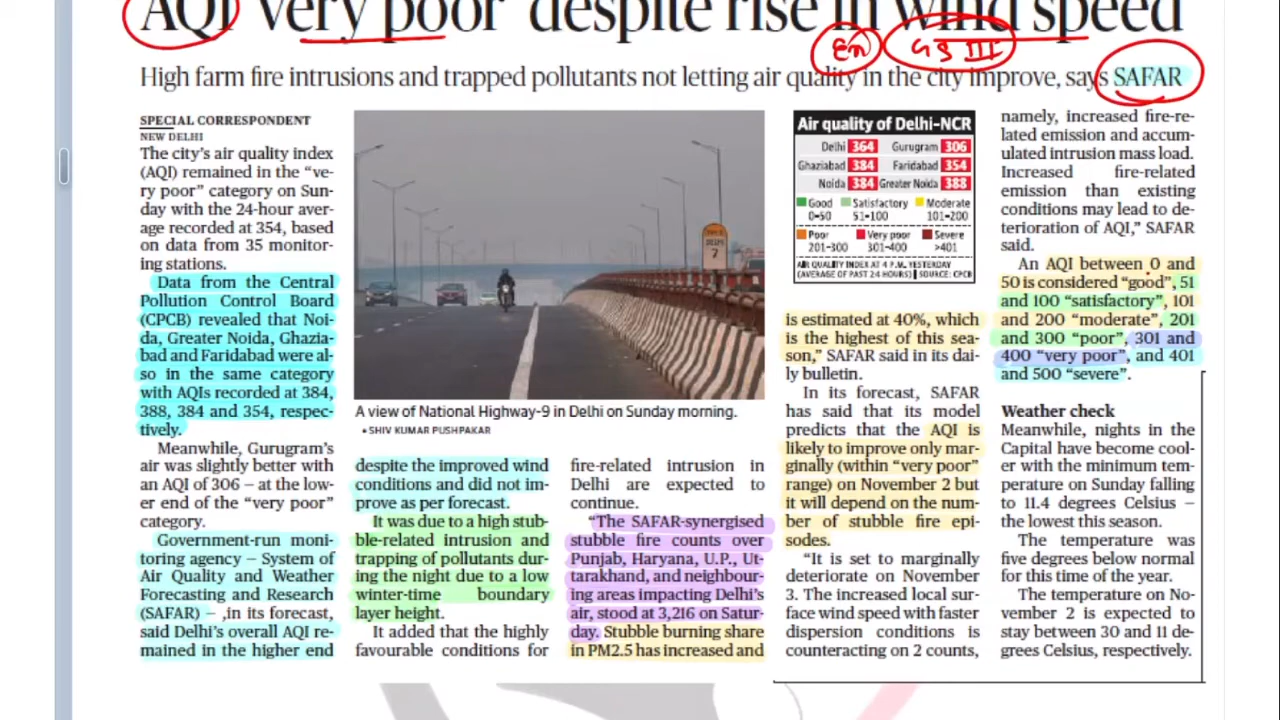 AQI 'very poor' despite rise in wind speed
En GS III
High farm fire intrusions and trapped pollutants not letting air quality in the city improve, says SAFAR
SPECIAL CORRESPONDENT
NEW DELHI
The city's air quality index
(AQI) remained in the "ve-
ry poor" category on Sun-
day with the 24-hour aver-
age recorded at 354, based
on data from 35 monitor-
ing stations.
Data from the Central
Pollution Control Board
(CPCB) revealed that Noi-
da, Greater Noida, Ghazia-
bad and Faridabad were al-
so in the same category
with AQIs recorded at 384,
388, 384 and 354, respec-
tively.
Meanwhile, Gurugram's
air was slightly better with
an AQI of 306 – at the low-
er end of the "very poor"
category.
Government-run moni-
toring agency – System of
Air Quality and Weather
Forecasting and Research
(SAFAR) – ,in its forecast,
said Delhi's overall AQI re-
mained in the higher end
A view of National Highway-9 in Delhi on Sunday morning.
• SHIV KUMAR PUSHPAKAR
despite the improved wind
conditions and did not im-
prove as per forecast.
It was due to a high stub-
ble-related intrusion and
trapping of pollutants dur-
ing the night due to a low
winter-time boundary
layer height.
It added that the highly
favourable conditions for
fire-related intrusion in
Delhi are expected to
continue.
"The SAFAR-synergised
stubble fire counts over
Punjab, Haryana, U.P., Ut-
tarakhand, and neighbour-
ing areas impacting Delhi's
air, stood at 3,216 on Satur-
day. Stubble burning share
in PM2.5 has increased and
Air quality of Delhi-NCR
Delhi 364 Gurugram 306
Ghaziabad 384 Faridabad 354
Noida 384 Greater Noida 388
Good Satisfactory Moderate
0-50 51-100 101-200
Poor Very poor Severe
201-300 301-400 >401
AIR QUALITY INDEX AT 4 P.M. YESTERDAY
(AVERAGE OF PAST 24 HOURS) SOURCE: CPCB
is estimated at 40%, which
is the highest of this sea-
son," SAFAR said in its dai-
ly bulletin.
In its forecast, SAFAR
has said that its model
predicts that the AQI is
likely to improve only mar-
ginally (within "very poor"
range) on November 2 but
it will depend on the num-
ber of stubble fire epi-
sodes.
"It is set to marginally
deteriorate on November
3. The increased local sur-
face wind speed with faster
dispersion conditions is
counteracting on 2 counts,
namely, increased fire-re-
lated emission and accum-
ulated intrusion mass load.
Increased fire-related
emission than existing
conditions may lead to de-
terioration of AQI," SAFAR
said.
An AQI between 0 and
50 is considered "good", 51
and 100 "satisfactory", 101
and 200 "moderate", 201
and 300 "poor", 301 and
400 "very poor", and 401
and 500 "severe".
Weather check
Meanwhile, nights in the
Capital have become cool-
er with the minimum tem-
perature on Sunday falling
to 11.4 degrees Celsius –
the lowest this season.
The temperature was
five degrees below normal
for this time of the year.
The temperature on No-
vember 2 is expected to
stay between 30 and 11 de-
grees Celsius, respectively.